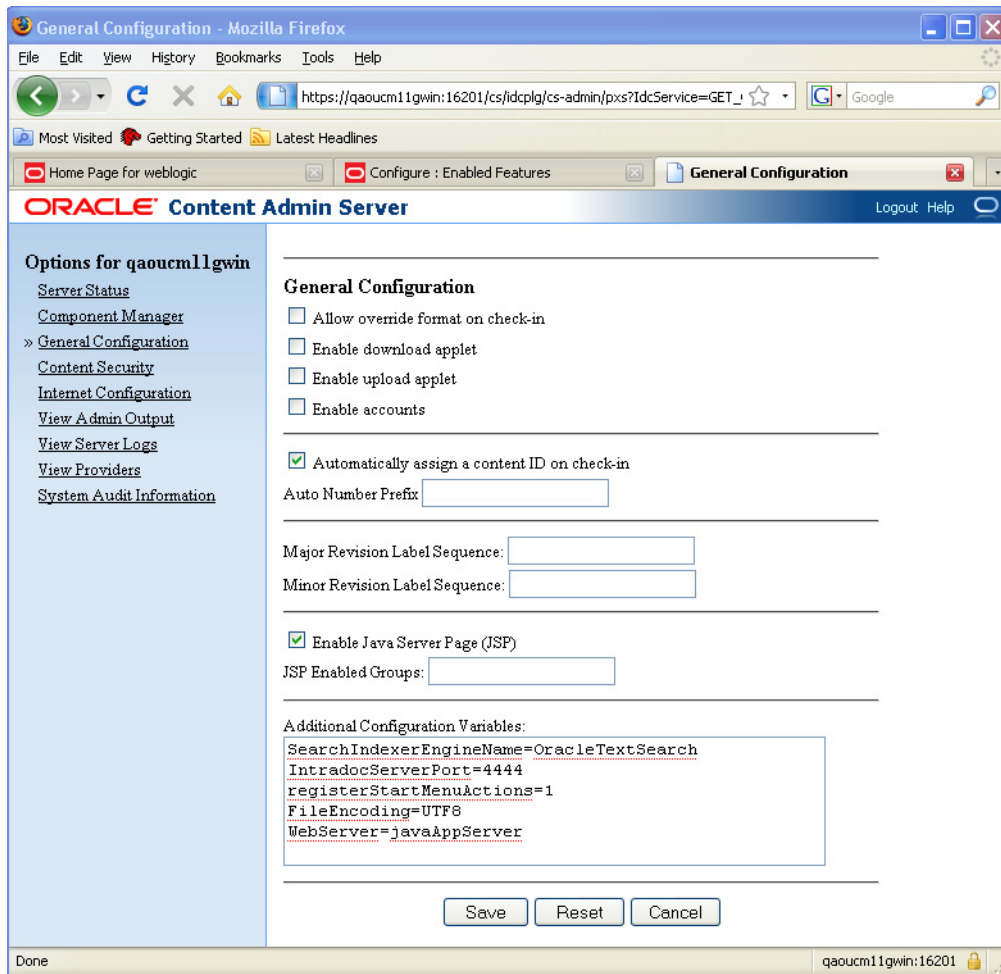 General Configuration - Mozilla Firefox
File Edit View History Bookmarks Tools Help
https://qaoucm11gwin:16201/cs/idcplg/cs-admin/pxs?IdcService=GET_ G Google
Most Visited Getting Started Latest Headlines
Home Page for weblogic Configure : Enabled Features General Configuration
ORACLE Content Admin Server Logout Help
Options for qaoucm11gwin
Server Status
Component Manager
» General Configuration
Content Security
Internet Configuration
View Admin Output
View Server Logs
View Providers
System Audit Information
General Configuration
Allow override format on check-in
Enable download applet
Enable upload applet
Enable accounts
Automatically assign a content ID on check-in
Auto Number Prefix
Major Revision Label Sequence:
Minor Revision Label Sequence:
Enable Java Server Page (JSP)
JSP Enabled Groups:
Additional Configuration Variables:
SearchIndexerEngineName=OracleTextSearch
IntradocServerPort=4444
registerStartMenuActions=1
FileEncoding=UTF8
WebServer=javaAppServer
Save Reset Cancel
Done qaoucm11gwin:16201